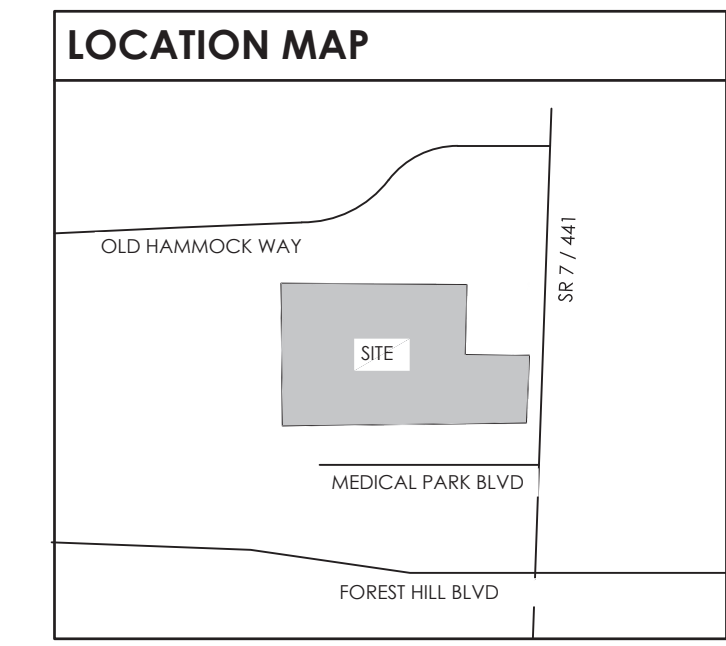 LOCATION MAP
OLD HAMMOCK WAY
SR 7 / 441
SITE
MEDICAL PARK BLVD
FOREST HILL BLVD